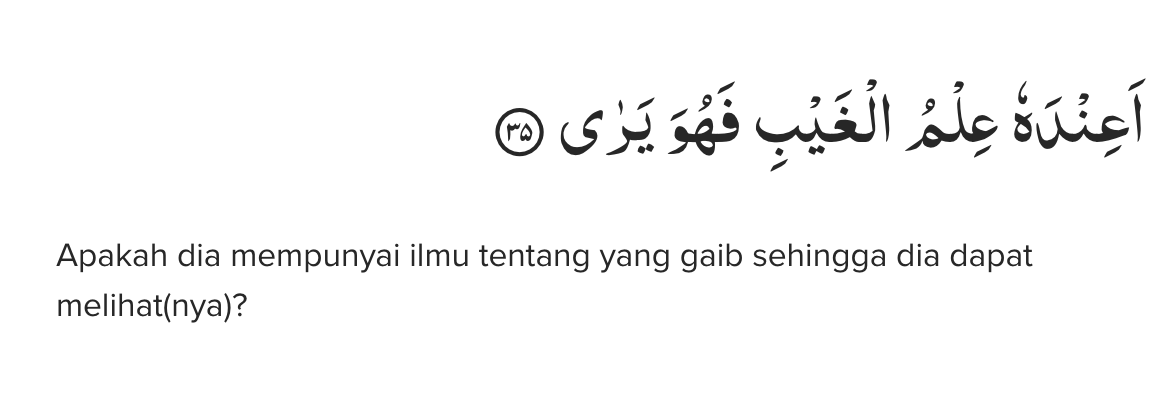 اَعِنْدَهٗ عِلْمُ الْغَيْبِ فَهُوَ يَرٰى ۝٣٥
Apakah dia mempunyai ilmu tentang yang gaib sehingga dia dapat
melihat(nya)?